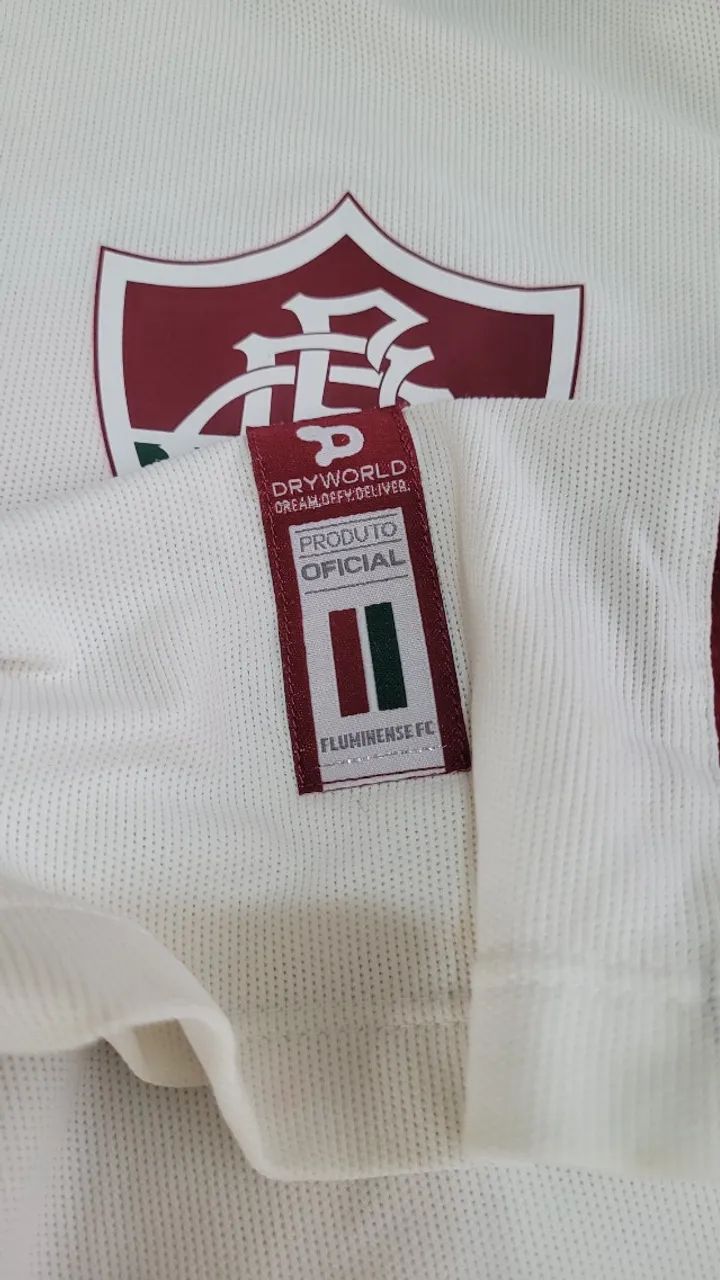 DRYWORLD
DREAM.DEFY.DELIVER.
PRODUTO
OFICIAL
FLUMINENSE FC